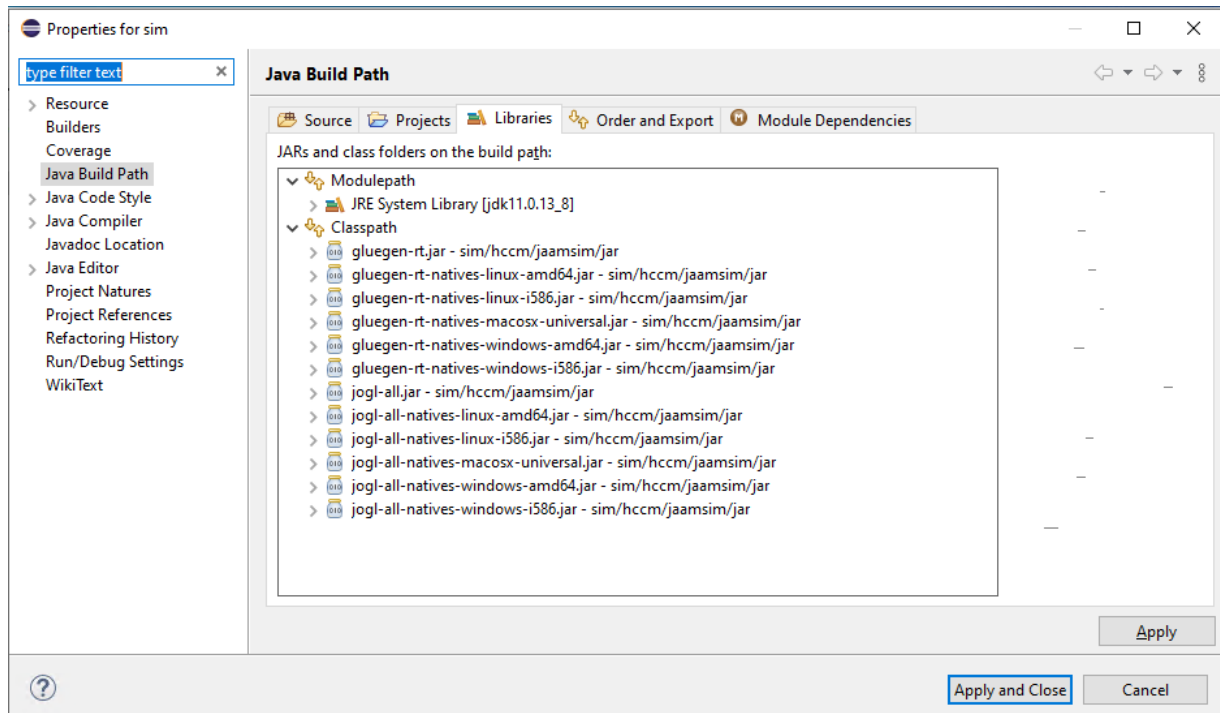 Properties for sim
type filter text
Resource
Builders
Coverage
Java Build Path
Java Code Style
Java Compiler
Javadoc Location
Java Editor
Project Natures
Project References
Refactoring History
Run/Debug Settings
WikiText
Java Build Path
Source Projects Libraries Order and Export Module Dependencies
JARs and class folders on the build path:
Modulepath
JRE System Library [jdk11.0.13_8]
Classpath
gluegen-rt.jar - sim/hccm/jaamsim/jar
gluegen-rt-natives-linux-amd64.jar - sim/hccm/jaamsim/jar
gluegen-rt-natives-linux-i586.jar - sim/hccm/jaamsim/jar
gluegen-rt-natives-macosx-universal.jar - sim/hccm/jaamsim/jar
gluegen-rt-natives-windows-amd64.jar - sim/hccm/jaamsim/jar
gluegen-rt-natives-windows-i586.jar - sim/hccm/jaamsim/jar
jogl-all.jar - sim/hccm/jaamsim/jar
jogl-all-natives-linux-amd64.jar - sim/hccm/jaamsim/jar
jogl-all-natives-linux-i586.jar - sim/hccm/jaamsim/jar
jogl-all-natives-macosx-universal.jar - sim/hccm/jaamsim/jar
jogl-all-natives-windows-amd64.jar - sim/hccm/jaamsim/jar
jogl-all-natives-windows-i586.jar - sim/hccm/jaamsim/jar
Apply
Apply and Close Cancel